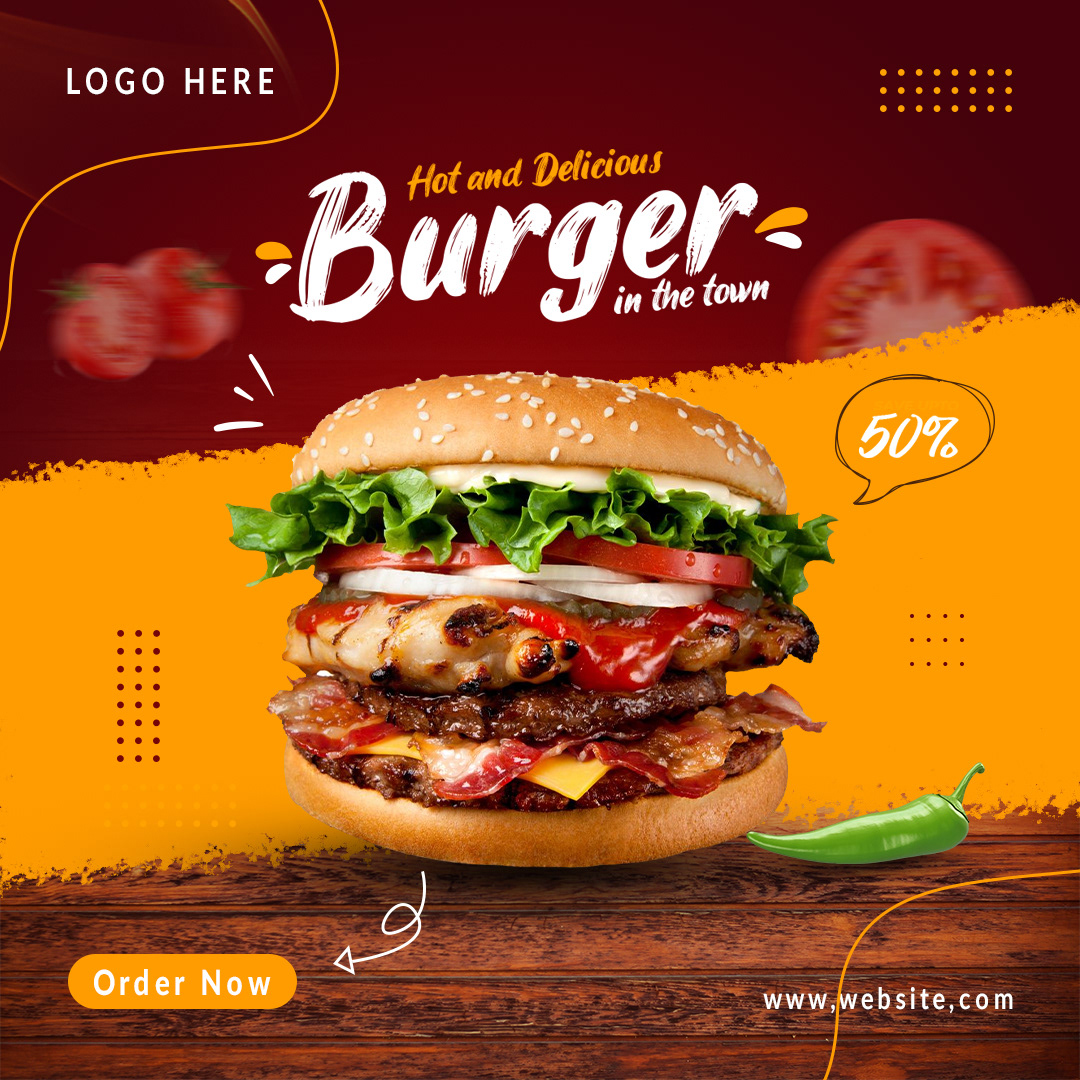 LOGO HERE
Hot and Delicious
Burger
in the town
50%
Order Now
www,website,com